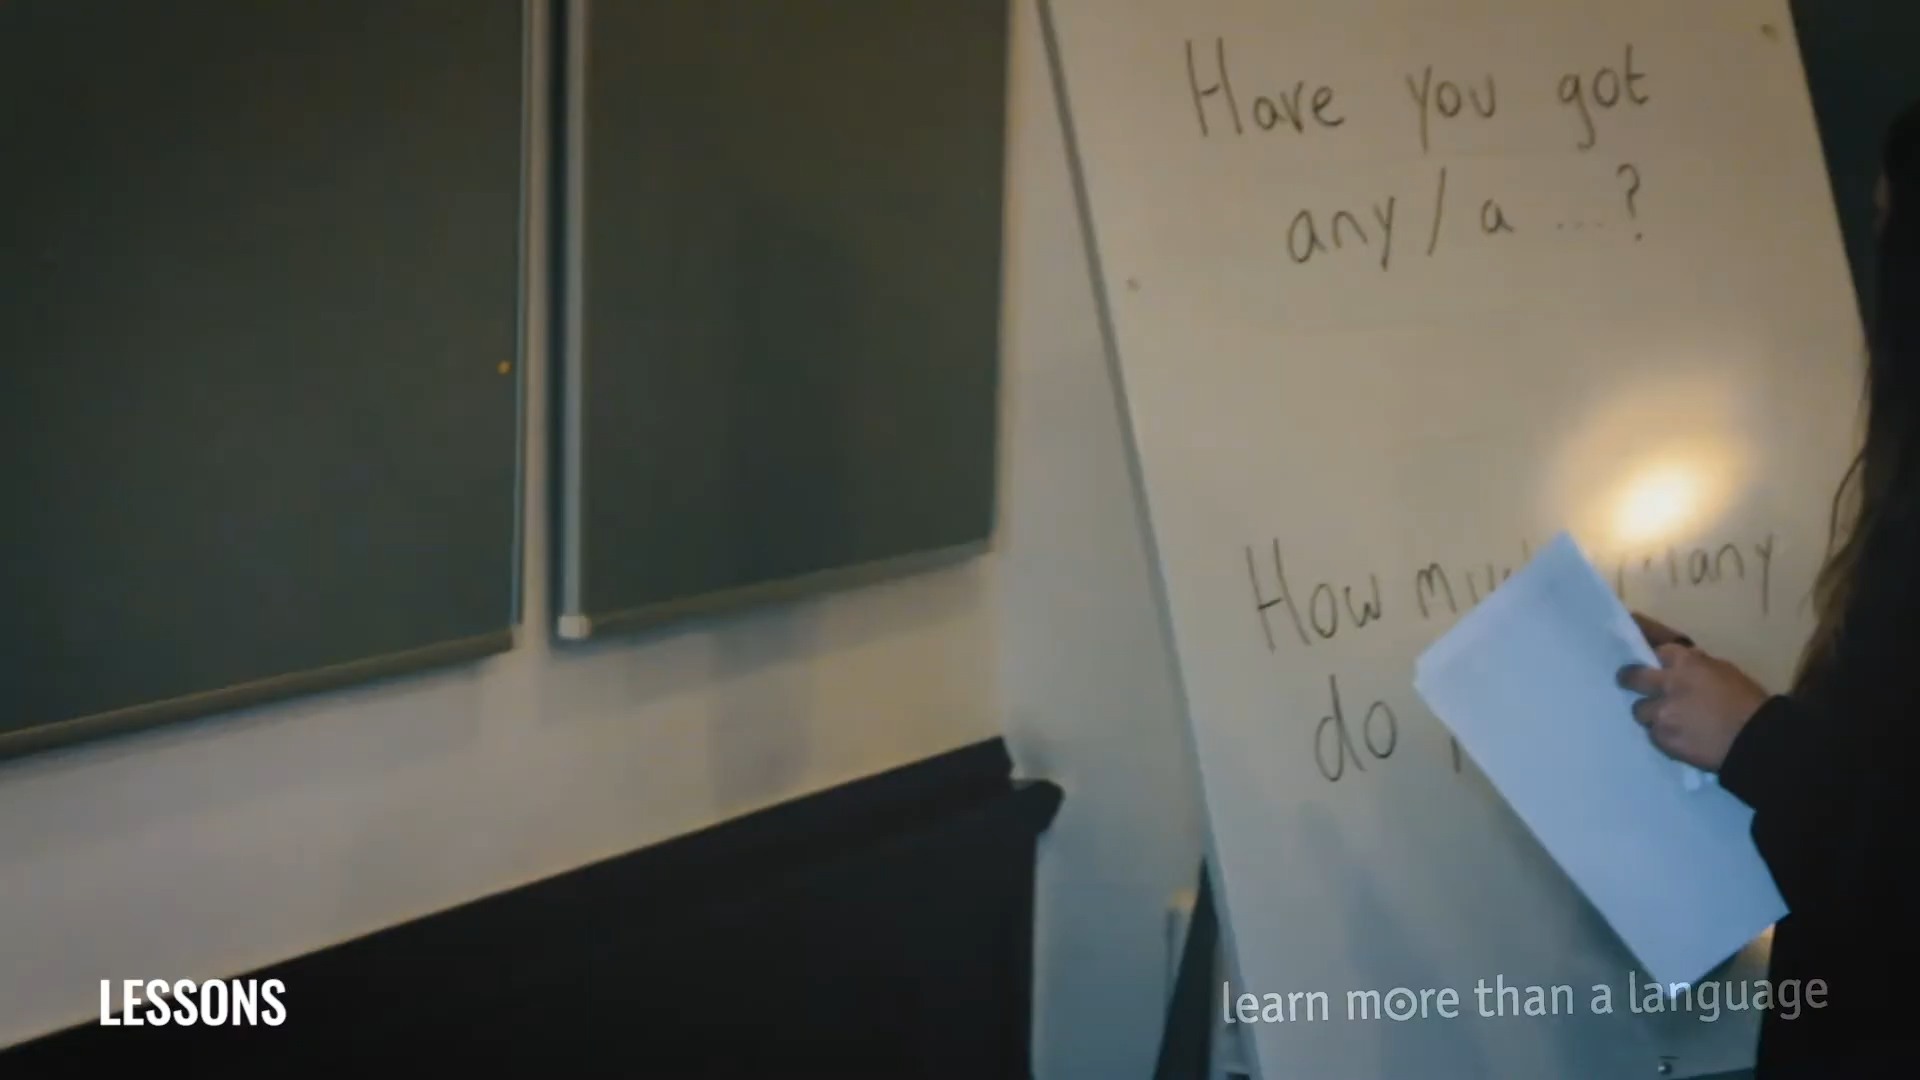 Have you got
any / a ....?
How many
do
LESSONS
learn more than a language